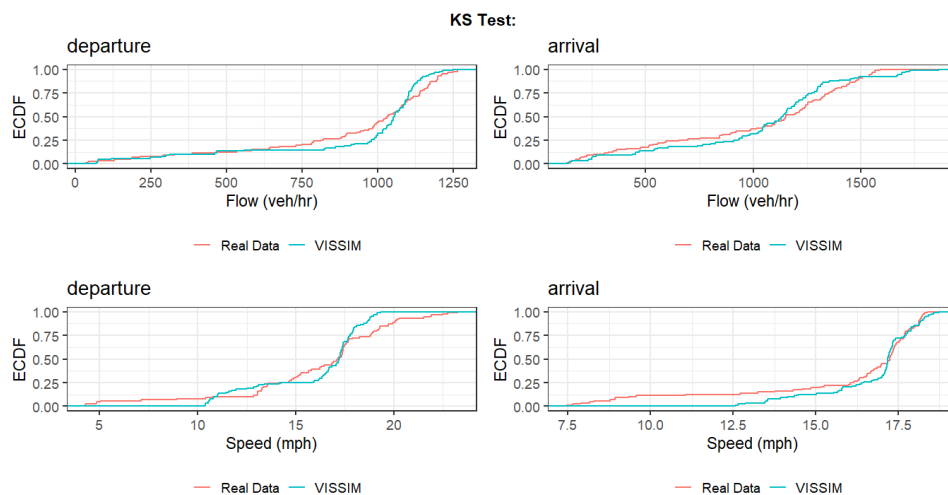 KS Test:
departure
ECDF
1.00
0.75
0.50
0.25
0.00
0 250 500 750 1000 1250
Flow (veh/hr)
Real Data VISSIM
arrival
ECDF
1.00
0.75
0.50
0.25
0.00
500 1000 1500
Flow (veh/hr)
Real Data VISSIM
departure
ECDF
1.00
0.75
0.50
0.25
0.00
5 10 15 20
Speed (mph)
Real Data VISSIM
arrival
ECDF
1.00
0.75
0.50
0.25
0.00
7.5 10.0 12.5 15.0 17.5
Speed (mph)
Real Data VISSIM